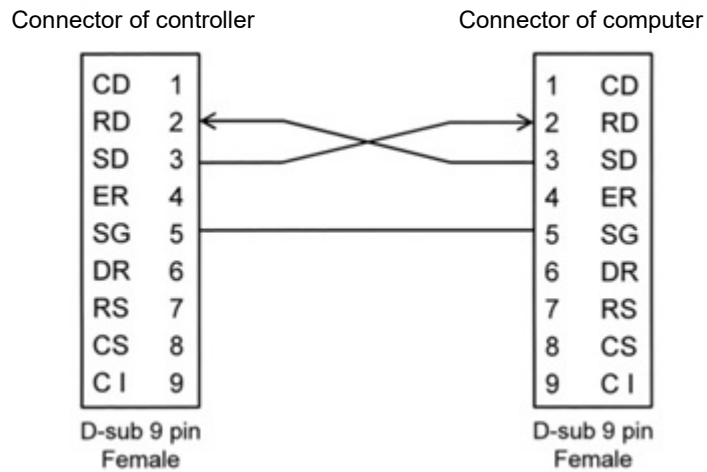 Connector of controller
Connector of computer
CD 1
RD 2
SD 3
ER 4
SG 5
DR 6
RS 7
CS 8
C I 9
D-sub 9 pin
Female
1 CD
2 RD
3 SD
4 ER
5 SG
6 DR
7 RS
8 CS
9 C I
D-sub 9 pin
Female